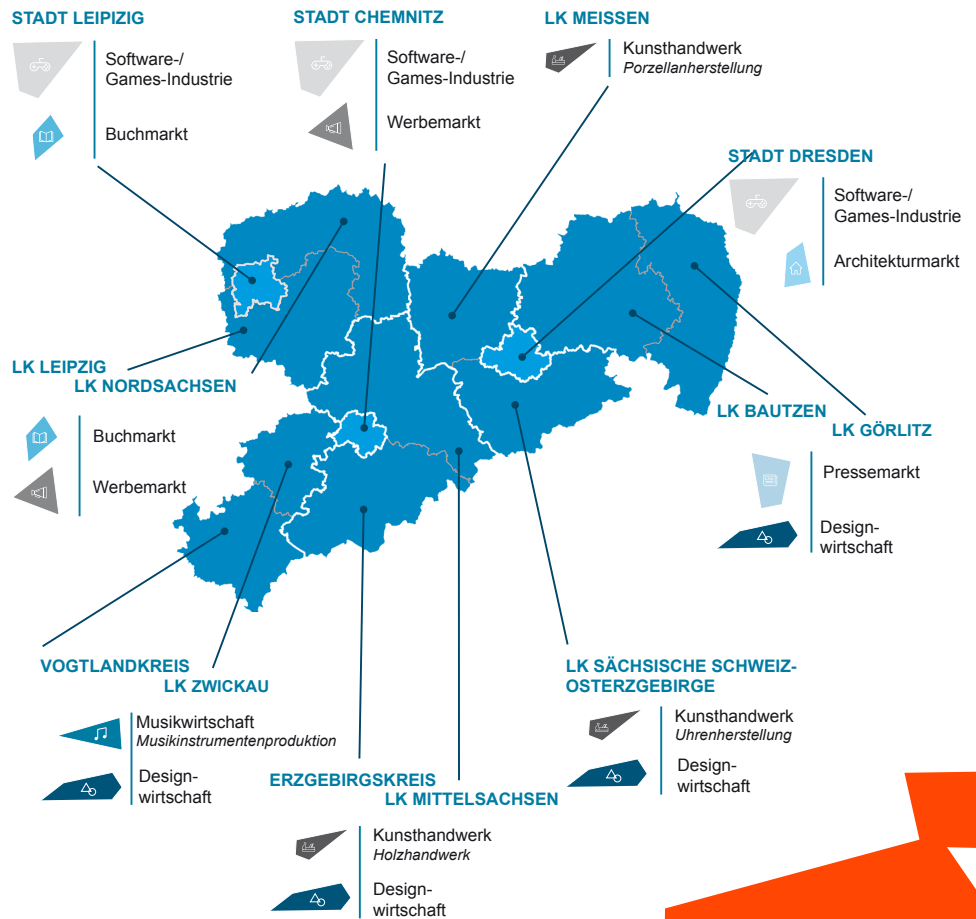 STADT LEIPIZIG
Software-/
Games-Industrie
Buchmarkt
STADT CHEMNITZ
Software-/
Games-Industrie
Werbemarkt
LK MEISSEN
Kunsthandwerk
Porzellanherstellung
STADT DRESDEN
Software-/
Games-Industrie
Architekturmarkt
LK LEIPZIG
LK NORDSACHSEN
Buchmarkt
Werbemarkt
LK BAUTZEN
LK GÖRLITZ
Pressemarkt
Design-
wirtschaft
VOGTLANDKREIS
LK ZWICKAU
Musikwirtschaft
Musikinstrumentenproduktion
Design-
wirtschaft
ERZGEBIRGSKREIS
LK MITTELSACHSEN
Kunsthandwerk
Holzhandwerk
Design-
wirtschaft
LK SÄCHSISCHE SCHWEIZ-
OSTERZGEBIRGE
Kunsthandwerk
Uhrenherstellung
Design-
wirtschaft